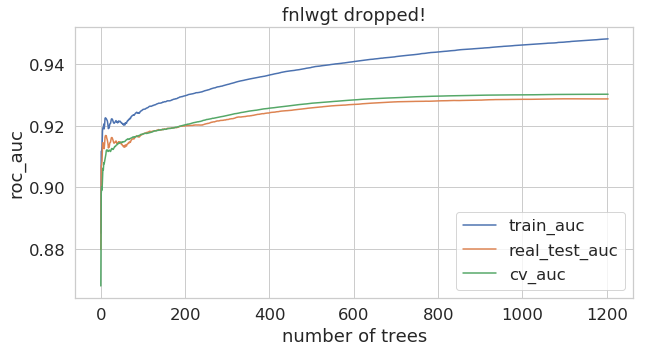 fnlwgt dropped!
roc_auc
0.94
0.92
0.90
0.88
train_auc
real_test_auc
cv_auc
0 200 400 600 800 1000 1200
number of trees